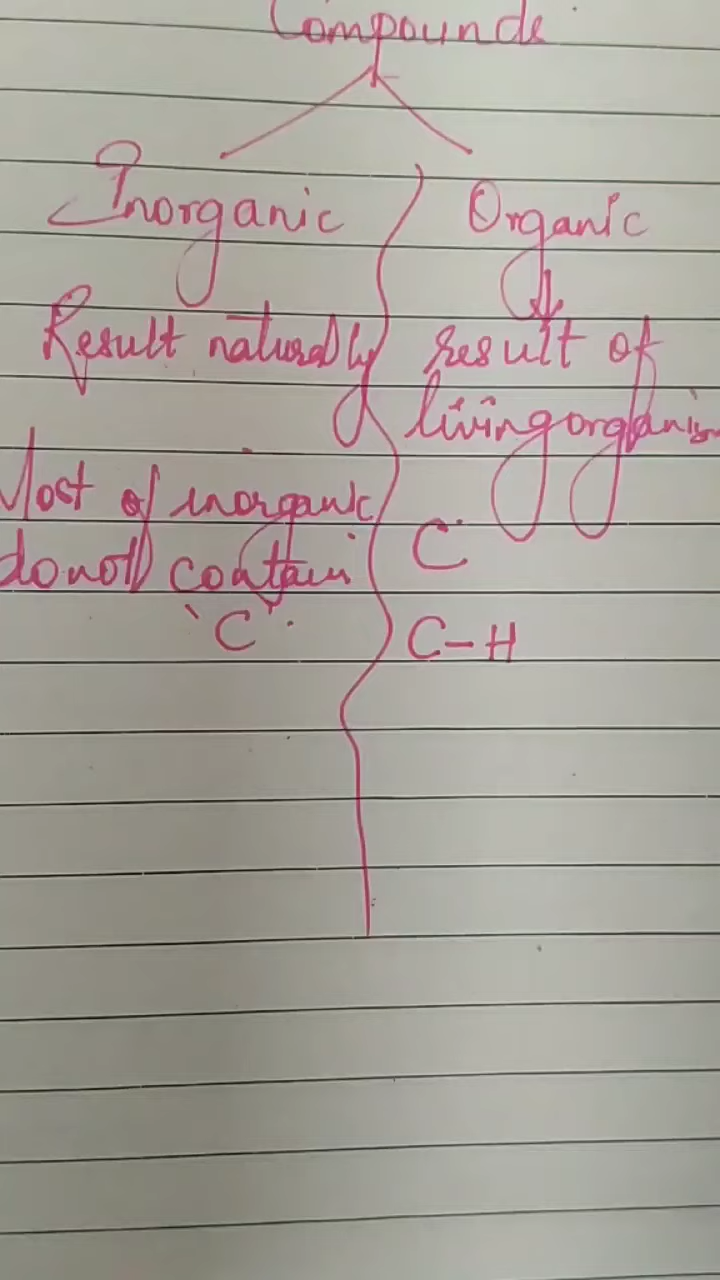 Compounds
Inorganic
Result naturally
Most of inorganic
do not contain
'C'.
Organic
result of
living organism
C
C-H